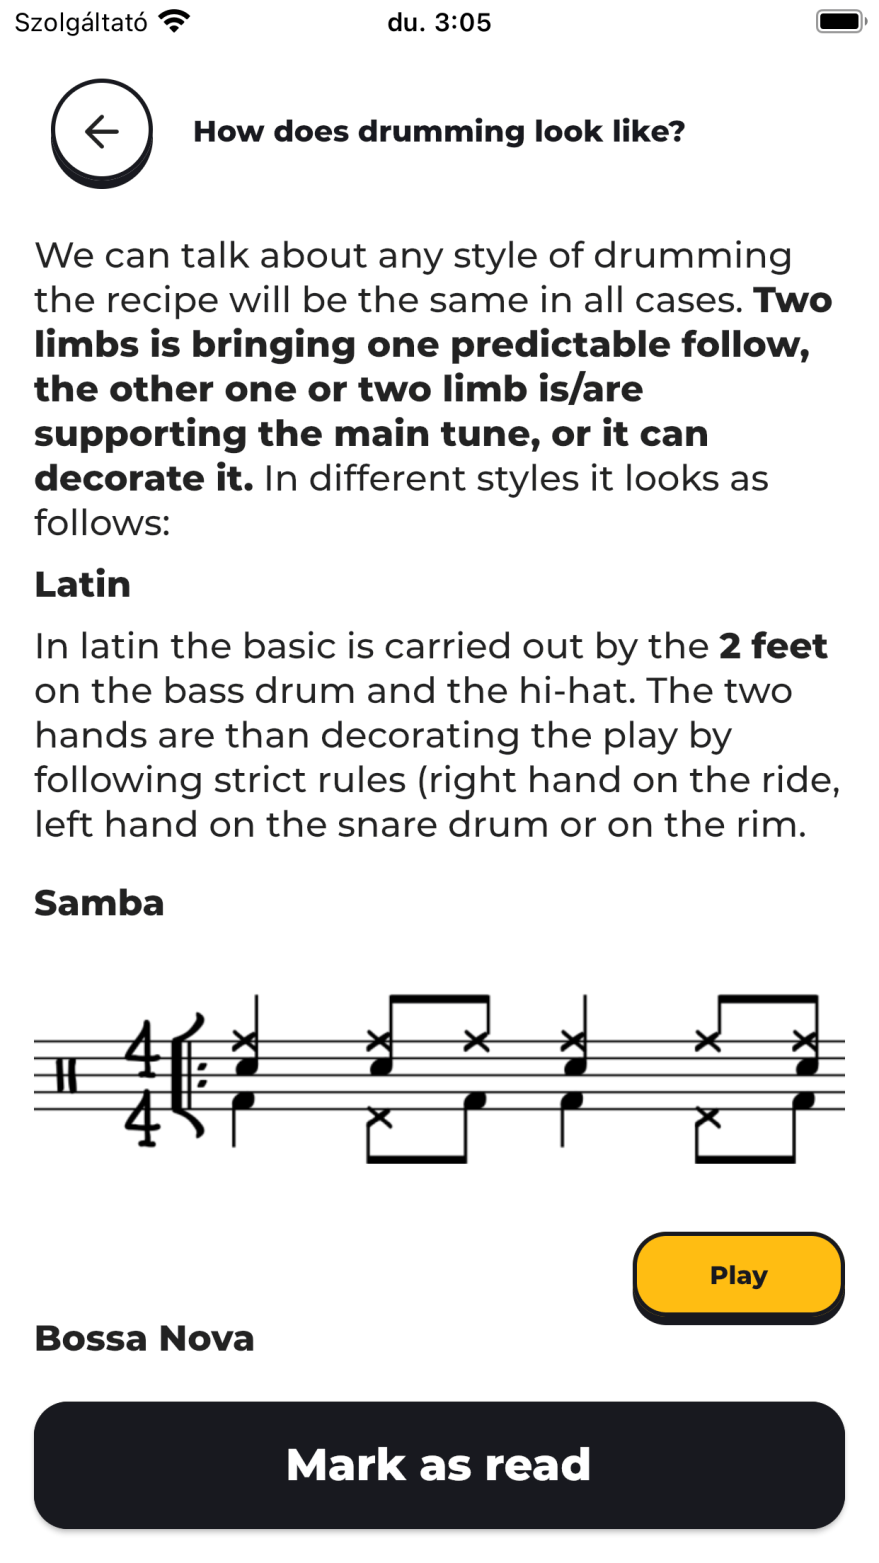 Szolgáltató
du. 3:05
How does drumming look like?
We can talk about any style of drumming
the recipe will be the same in all cases. Two
limbs is bringing one predictable follow,
the other one or two limb is/are
supporting the main tune, or it can
decorate it. In different styles it looks as
follows:
Latin
In latin the basic is carried out by the 2 feet
on the bass drum and the hi-hat. The two
hands are than decorating the play by
following strict rules (right hand on the ride,
left hand on the snare drum or on the rim.
Samba
4
4
Play
Bossa Nova
Mark as read